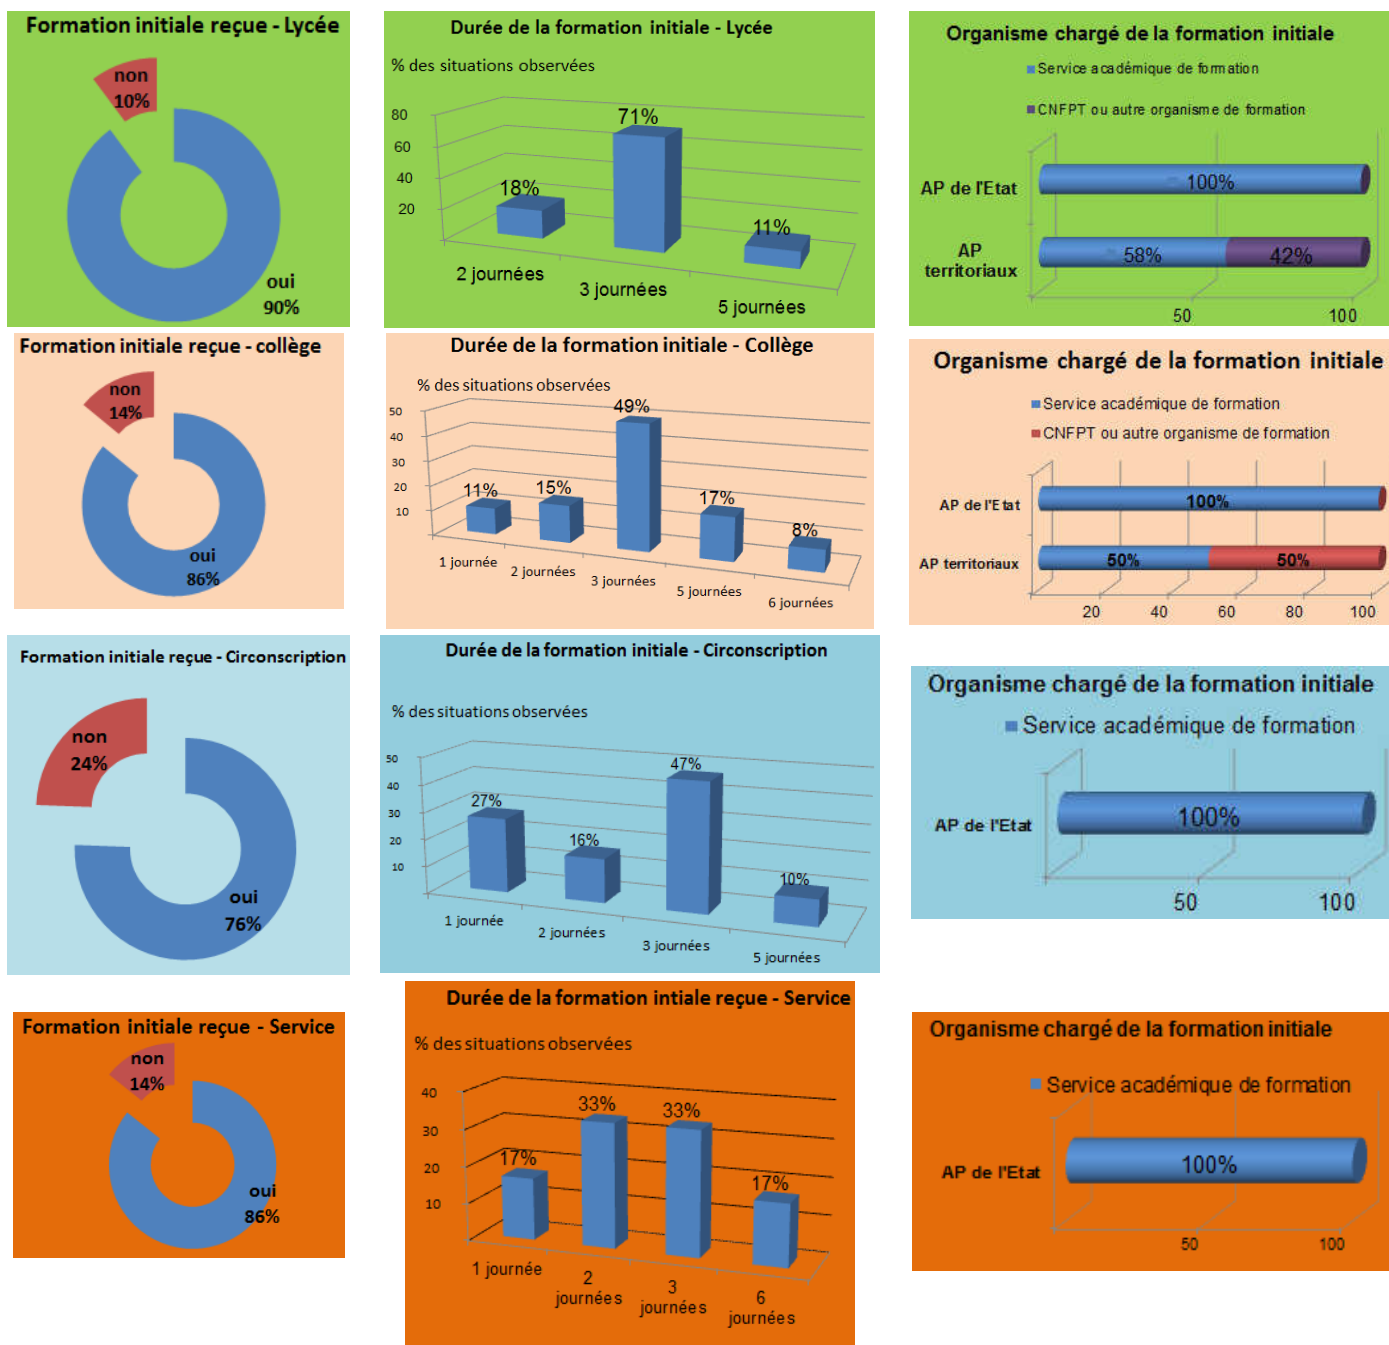 Formation initiale reçue - Lycée
non
10%
oui
90%
Durée de la formation initiale - Lycée
% des situations observées
80
60
40
20
18%
71%
11%
2 journées
3 journées
5 journées
Organisme chargé de la formation initiale
Service académique de formation
CNFPT ou autre organisme de formation
AP de l'Etat
100%
AP
territoriaux
58%
42%
50
100
Formation initiale reçue - collège
non
14%
oui
86%
Durée de la formation initiale - Collège
% des situations observées
50
40
30
20
10
11%
15%
49%
17%
8%
1 journée
2 journées
3 journées
5 journées
6 journées
Organisme chargé de la formation initiale
Service académique de formation
CNFPT ou autre organisme de formation
AP de l'Etat
100%
AP territoriaux
50%
50%
20
40
60
80
100
Formation initiale reçue - Circonscription
non
24%
oui
76%
Durée de la formation initiale - Circonscription
% des situations observées
50
40
30
20
10
27%
16%
47%
10%
1 journée
2 journées
3 journées
5 journées
Organisme chargé de la formation initiale
Service académique de formation
AP de l'Etat
100%
50
100
Formation initiale reçue - Service
non
14%
oui
86%
Durée de la formation intiale reçue - Service
% des situations observées
40
30
20
10
17%
33%
33%
17%
1 journée
2
journées
3
journées
6
journées
Organisme chargé de la formation initiale
Service académique de formation
AP de l'Etat
100%
50
100